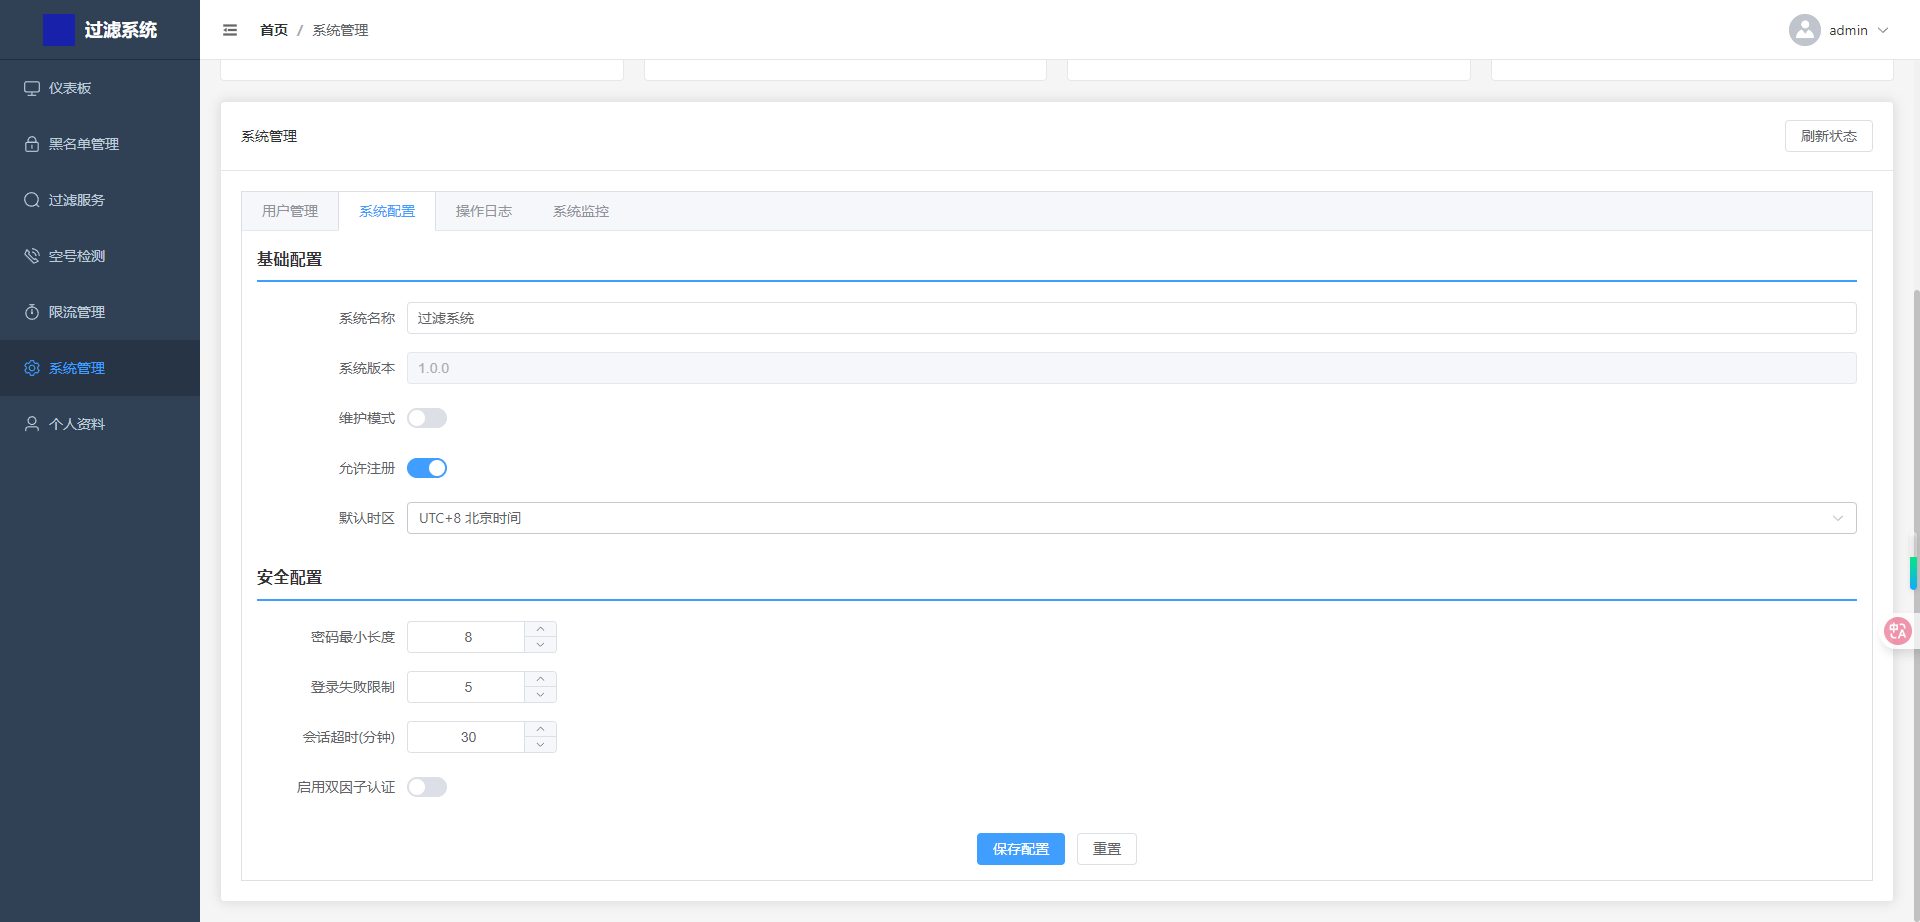 过滤系统
首页 / 系统管理
admin
仪表板
黑名单管理
过滤服务
空号检测
限流管理
系统管理
个人资料
系统管理
刷新状态
用户管理
系统配置
操作日志
系统监控
基础配置
系统名称 过滤系统
系统版本 1.0.0
维护模式
允许注册
默认时区 UTC+8 北京时间
安全配置
密码最小长度 8
登录失败限制 5
会话超时(分钟) 30
启用双因子认证
保存配置
重置
中A